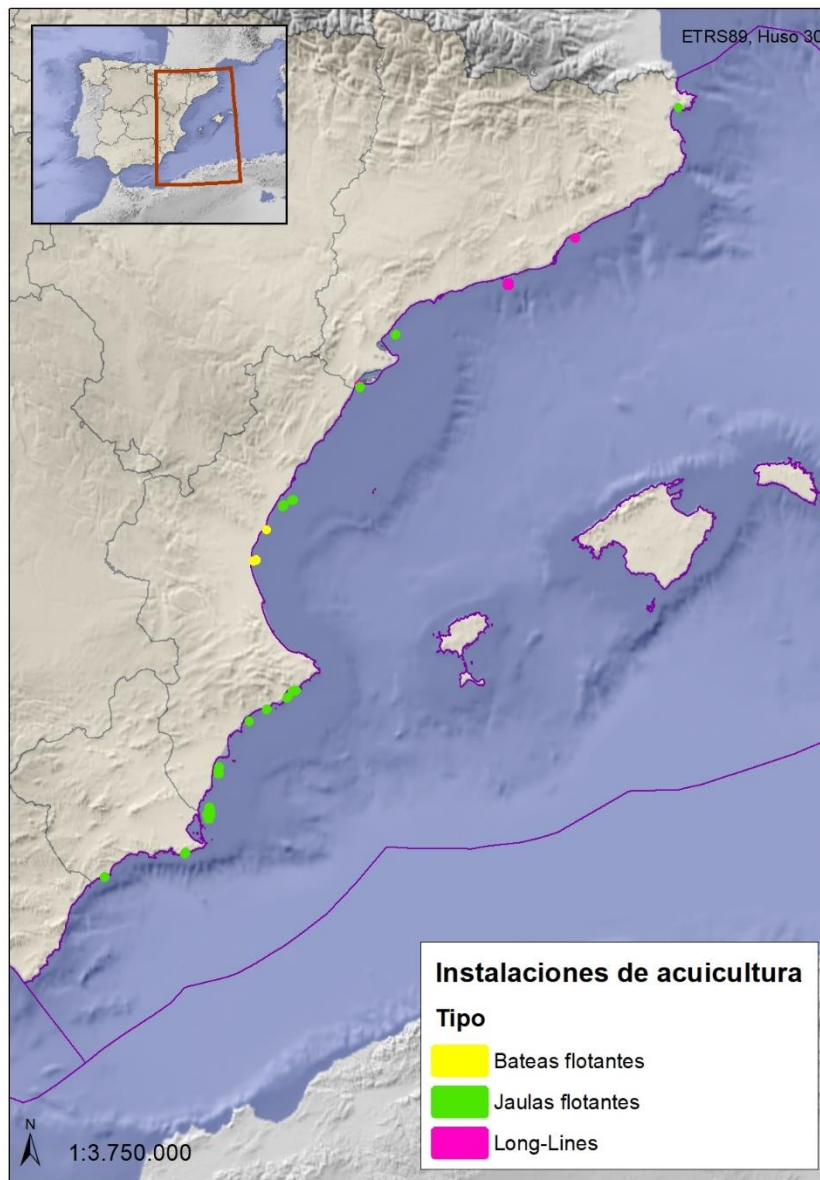 ETRS89, Huso 30
Instalaciones de acuicultura
Tipo
Bateas flotantes
Jaulas flotantes
Long-Lines
N
1:3.750.000